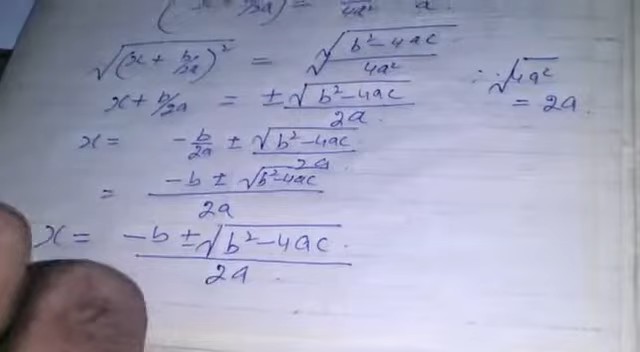 √(x + b/2a)² = √b²-4ac/4a² ∴ √4a²
x + b/2a = ± √b²-4ac/2a. = 2a.
x = -b/2a ± √b²-4ac/2a.
= -b ± √b²-4ac/2a
x = -b ± √b²-4ac./2a.